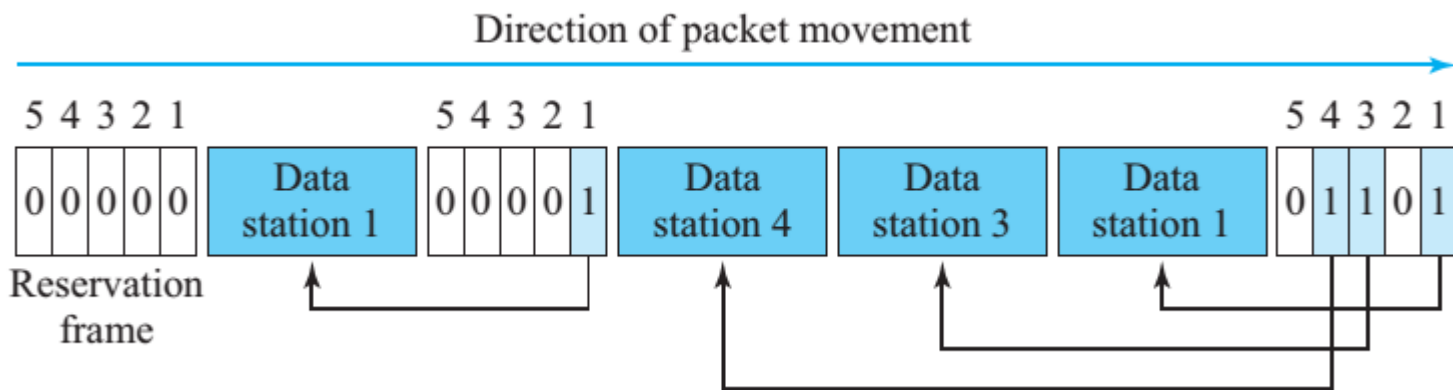 Direction of packet movement
5 4 3 2 1
5 4 3 2 1
5 4 3 2 1
0 0 0 0 0
Data
station 1
0 0 0 0 1
Data
station 4
Data
station 3
Data
station 1
0 1 1 0 1
Reservation
frame